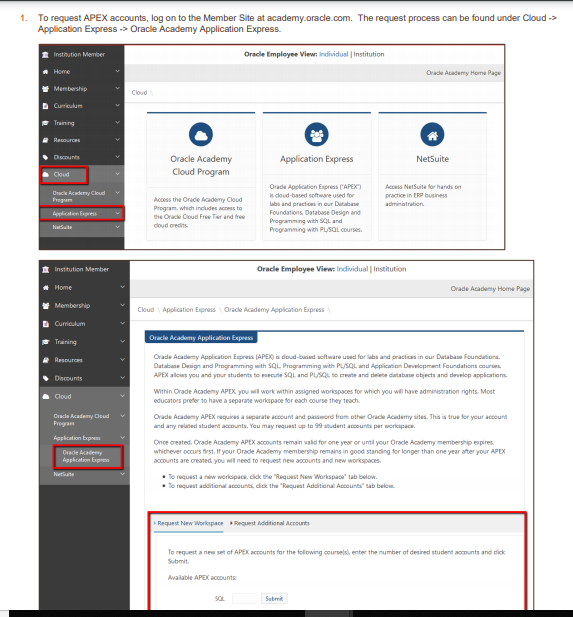 1. To request APEX accounts, log on to the Member Site at academy.oracle.com. The request process can be found under Cloud ->
Application Express -> Oracle Academy Application Express.
Institution Member
Oracle Employee View: Individual | Institution
Home
Oracle Academy Home Page
Membership
Cloud \
Curriculum
Training
Resources
Discounts
Cloud
Oracle Academy Cloud
Program
Application Express
NetSuite
Oracle Academy
Cloud Program
Access the Oracle Academy Cloud
Program, which includes access to
the Oracle Cloud Free Tier and free
cloud credits.
Application Express
Oracle Application Express ("APEX")
is cloud-based software used for
labs and practices in our Database
Foundations, Database Design and
Programming with SQL and
Programming with PL/SQL courses.
NetSuite
Access NetSuite for hands on
practice in ERP business
administration.
Institution Member
Oracle Employee View: Individual | Institution
Home
Oracle Academy Home Page
Membership
Cloud \ Application Express \ Oracle Academy Application Express \
Curriculum
Training
Resources
Discounts
Cloud
Oracle Academy Cloud
Program
Application Express
Oracle Academy
Application Express
NetSuite
Oracle Academy Application Express
Oracle Academy Application Express (APEX) is cloud-based software used for labs and practices in our Database Foundations,
Database Design and Programming with SQL, Programming with PL/SQL and Application Development Foundations courses.
APEX allows you and your students to execute SQL and PL/SQL to create and delete database objects and develop applications.
Within Oracle Academy APEX, you will work within assigned workspaces for which you will have administration rights. Most
educators prefer to have a separate workspace for each course they teach.
Oracle Academy APEX requires a separate account and password from other Oracle Academy sites. This is true for your account
and any related student accounts. You may request up to 99 student accounts per workspace.
Once created, Oracle Academy APEX accounts remain valid for one year or until your Oracle Academy membership expires,
whichever occurs first. If your Oracle Academy membership remains in good standing for longer than one year after your APEX
accounts are created, you will need to request new accounts and new workspaces.
• To request a new workspace, click the "Request New Workspace" tab below.
• To request additional accounts, click the "Request Additional Accounts" tab below.
Request New Workspace Request Additional Accounts
To request a new set of APEX accounts for the following course(s), enter the number of desired student accounts and click
Submit.
Available APEX accounts:
SQL Submit